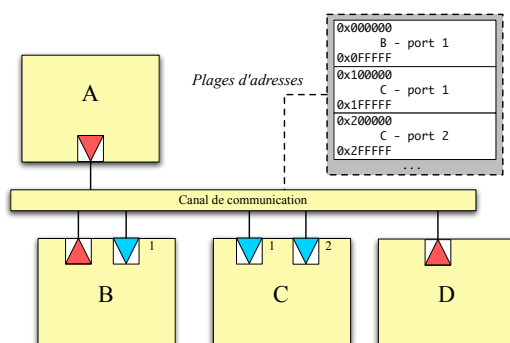 0x000000
B - port 1
0x0FFFFF
0x100000
C - port 1
0x1FFFFF
0x200000
C - port 2
0x2FFFFF
...
Plages d'adresses
A
Canal de communication
1
1
2
B
C
D